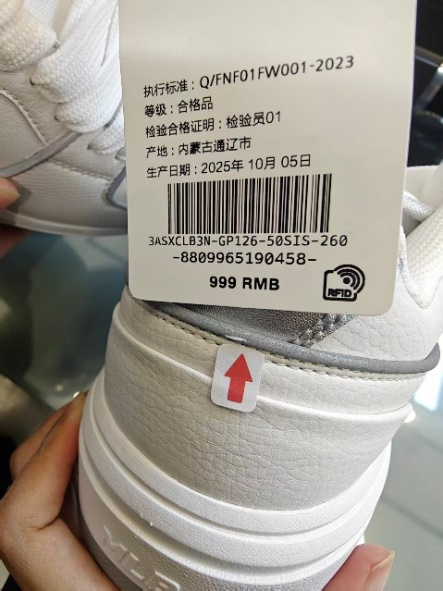 执行标准：Q/FNF01FW001-2023
等级：合格品
检验合格证明：检验员01
产地：内蒙古通辽市
生产日期：2025年 10月 05日
3ASXCLB3N-GP126-50SIS-260
-8809965190458-
999 RMB
RFID